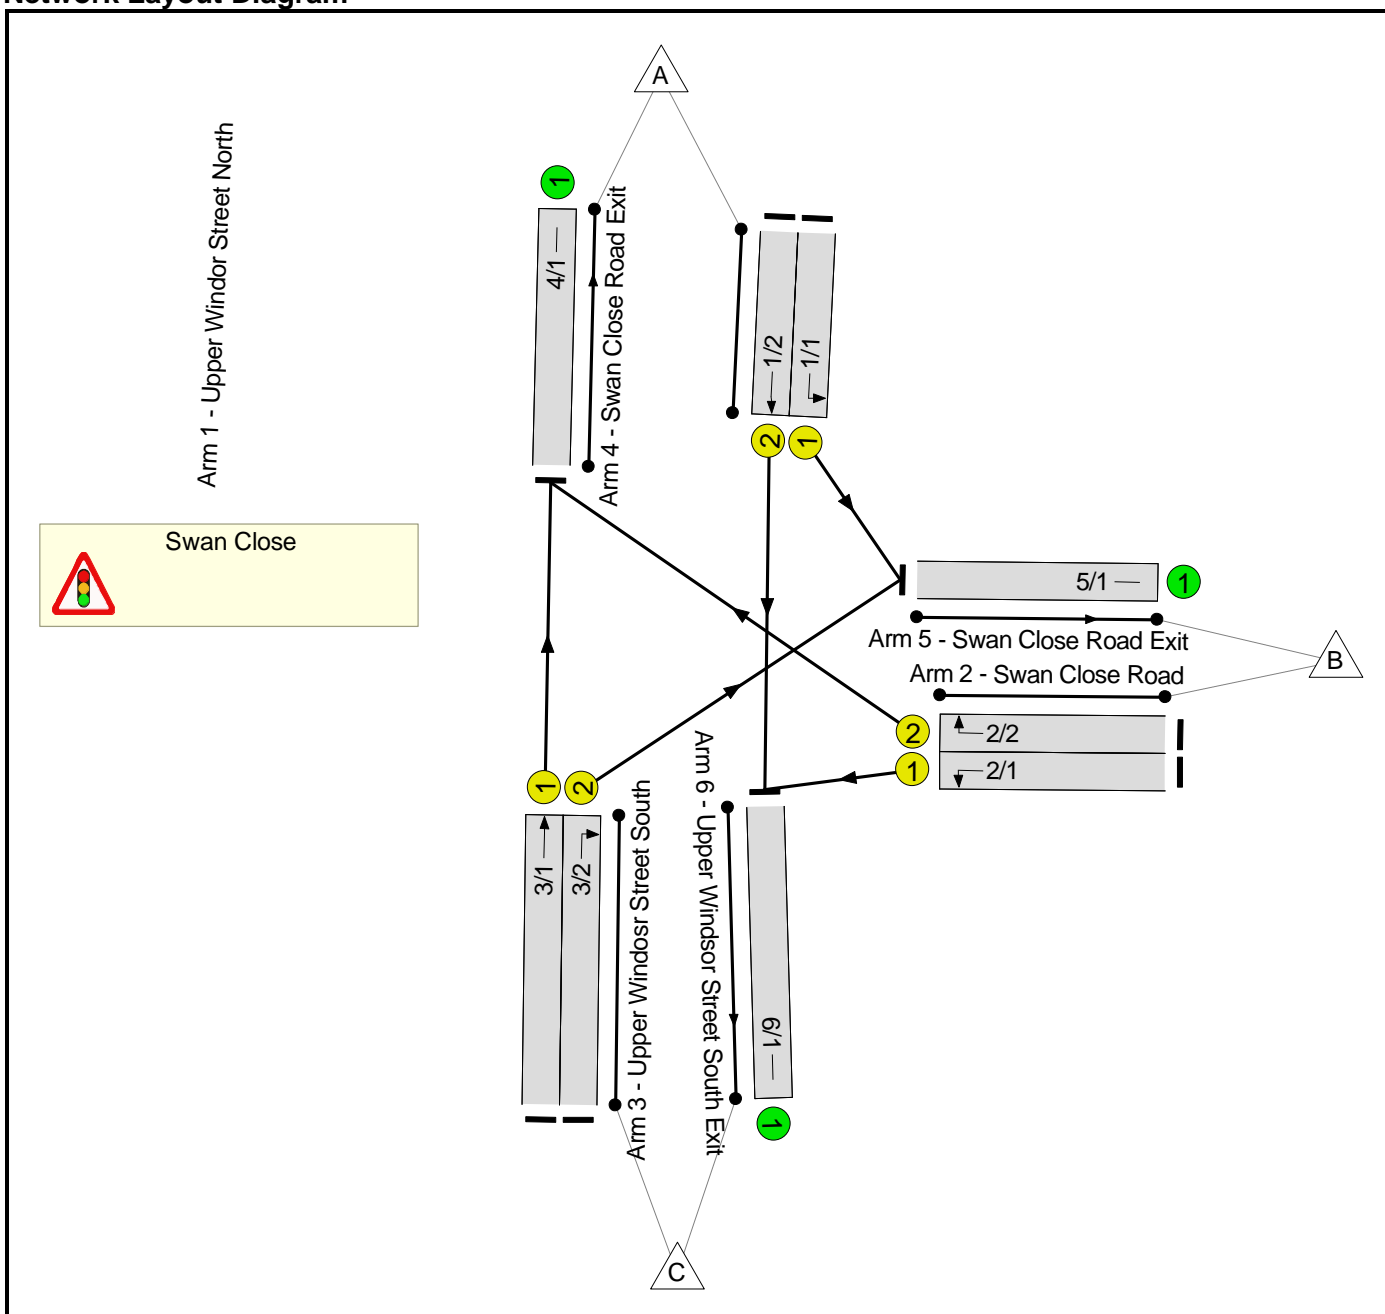 Network Layout Diagram
A
Arm 1 - Upper Windor Street North
1
4/1
Arm 4 - Swan Close Road Exit
1/2
1/1
2
1
Swan Close
5/1
1
Arm 5 - Swan Close Road Exit
Arm 2 - Swan Close Road
B
2
2/2
1
2/1
1
2
3/1
3/2
Arm 3 - Upper Windosr Street South
Arm 6 - Upper Windsor Street South Exit
6/1
1
C